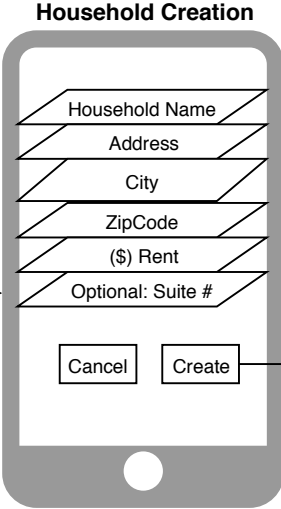 Household Creation
Household Name
Address
City
ZipCode
($) Rent
Optional: Suite #
Cancel Create